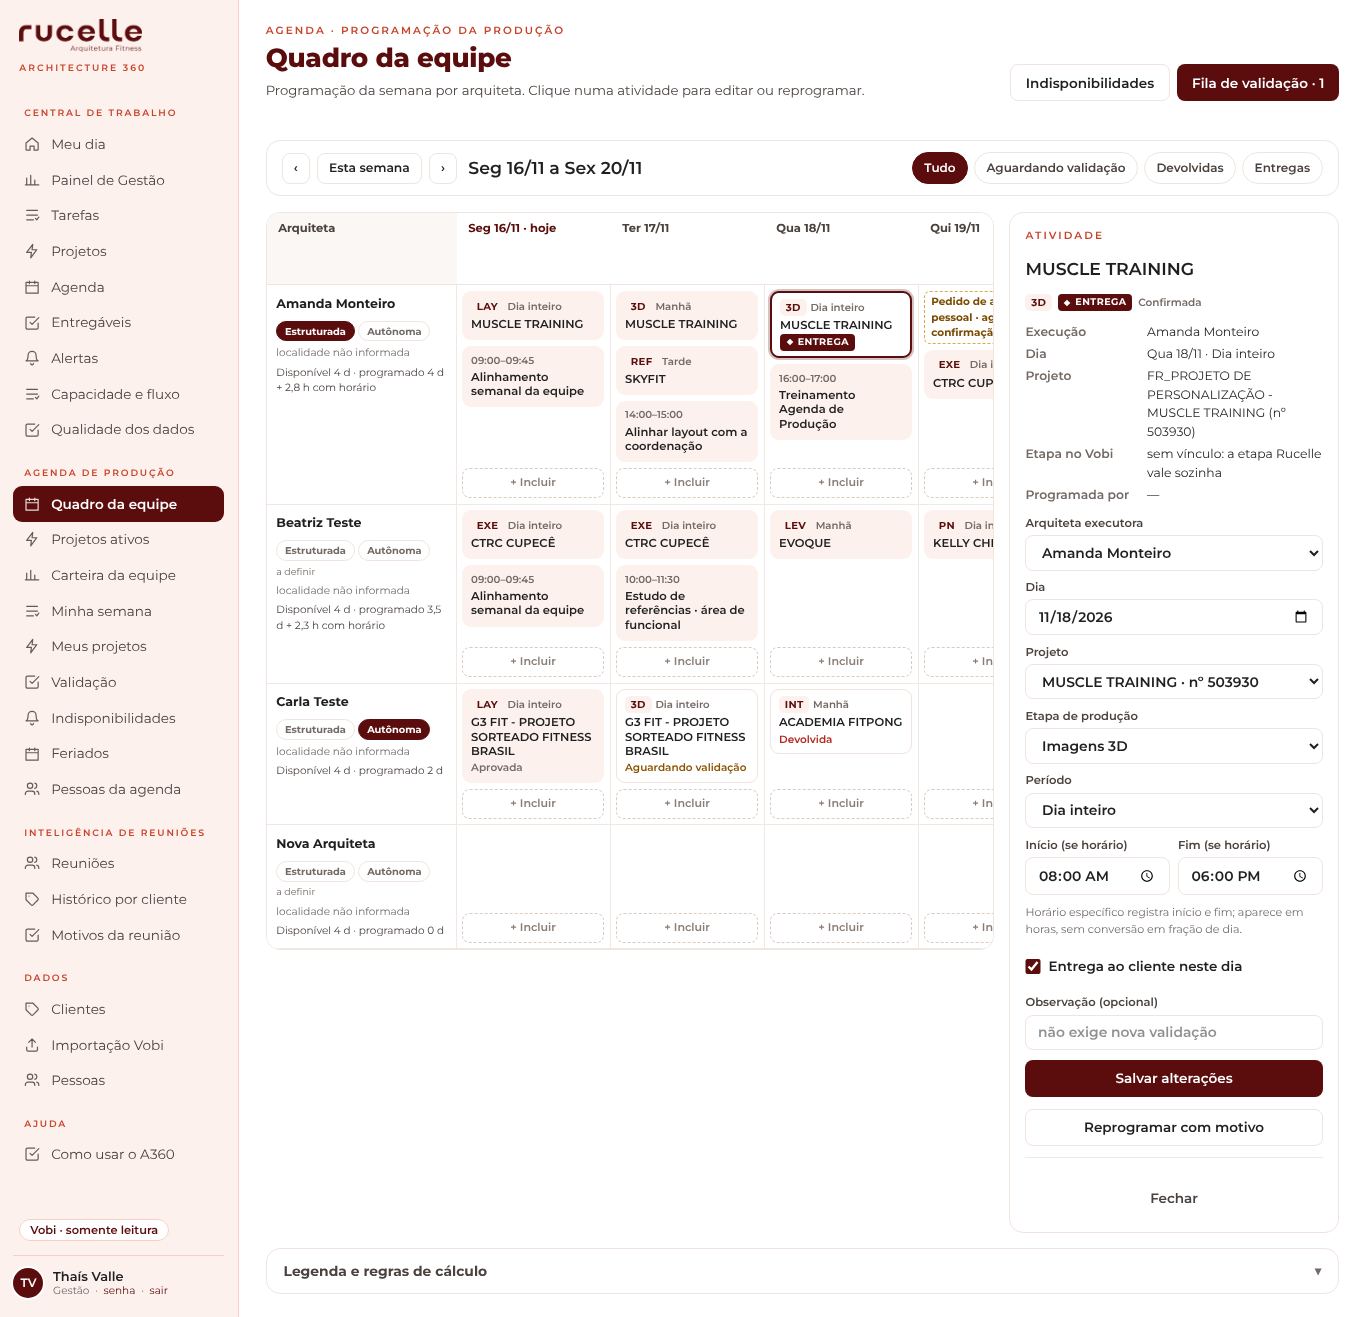 rucelle
Arquitetura Fitness
ARCHITECTURE 360
CENTRAL DE TRABALHO
Meu dia
Painel de Gestão
Tarefas
Projetos
Agenda
Entregáveis
Alertas
Capacidade e fluxo
Qualidade dos dados
AGENDA DE PRODUÇÃO
Quadro da equipe
Projetos ativos
Carteira da equipe
Minha semana
Meus projetos
Validação
Indisponibilidades
Feriados
Pessoas da agenda
INTELIGÊNCIA DE REUNIÕES
Reuniões
Histórico por cliente
Motivos da reunião
DADOS
Clientes
Importação Vobi
Pessoas
AJUDA
Como usar o A360
Vobi · somente leitura
TV
Thaís Valle
Gestão · senha · sair
AGENDA · PROGRAMAÇÃO DA PRODUÇÃO
Quadro da equipe
Programação da semana por arquiteta. Clique numa atividade para editar ou reprogramar.
Indisponibilidades
Fila de validação · 1
‹ Esta semana › Seg 16/11 a Sex 20/11
Tudo Aguardando validação Devolvidas Entregas
Arquiteta Seg 16/11 · hoje Ter 17/11 Qua 18/11 Qui 19/11
Amanda Monteiro
Estruturada Autônoma
localidade não informada
Disponível 4 d · programado 4 d
+ 2,8 h com horário
LAY Dia inteiro
MUSCLE TRAINING
09:00–09:45
Alinhamento
semanal da equipe
+ Incluir
3D Manhã
MUSCLE TRAINING
REF Tarde
SKYFIT
14:00–15:00
Alinhar layout com a
coordenação
+ Incluir
3D Dia inteiro
MUSCLE TRAINING
◆ ENTREGA
16:00–17:00
Treinamento
Agenda de
Produção
+ Incluir
Pedido de a
pessoal · ag
confirmaçã
EXE Dia i
CTRC CUP
+ In
Beatriz Teste
Estruturada Autônoma
a definir
localidade não informada
Disponível 4 d · programado 3,5
d + 2,3 h com horário
EXE Dia inteiro
CTRC CUPECÊ
09:00–09:45
Alinhamento
semanal da equipe
+ Incluir
EXE Dia inteiro
CTRC CUPECÊ
10:00–11:30
Estudo de
referências · área de
funcional
+ Incluir
LEV Manhã
EVOQUE
+ Incluir
PN Dia in
KELLY CHI
+ In
Carla Teste
Estruturada Autônoma
localidade não informada
Disponível 4 d · programado 2 d
LAY Dia inteiro
G3 FIT - PROJETO
SORTEADO FITNESS
BRASIL
Aprovada
+ Incluir
3D Dia inteiro
G3 FIT - PROJETO
SORTEADO FITNESS
BRASIL
Aguardando validação
+ Incluir
INT Manhã
ACADEMIA FITPONG
Devolvida
+ Incluir
+ In
Nova Arquiteta
Estruturada Autônoma
a definir
localidade não informada
Disponível 4 d · programado 0 d
+ Incluir
+ Incluir
+ Incluir
+ In
ATIVIDADE
MUSCLE TRAINING
3D ◆ ENTREGA Confirmada
Execução Amanda Monteiro
Dia Qua 18/11 · Dia inteiro
Projeto FR_PROJETO DE
PERSONALIZAÇÃO -
MUSCLE TRAINING (nº
503930)
Etapa no Vobi sem vínculo: a etapa Rucelle
vale sozinha
Programada por —
Arquiteta executora
Amanda Monteiro
Dia
11/18/2026
Projeto
MUSCLE TRAINING · nº 503930
Etapa de produção
Imagens 3D
Período
Dia inteiro
Início (se horário) Fim (se horário)
08:00 AM 06:00 PM
Horário específico registra início e fim; aparece em
horas, sem conversão em fração de dia.
Entrega ao cliente neste dia
Observação (opcional)
não exige nova validação
Salvar alterações
Reprogramar com motivo
Fechar
Legenda e regras de cálculo ▾